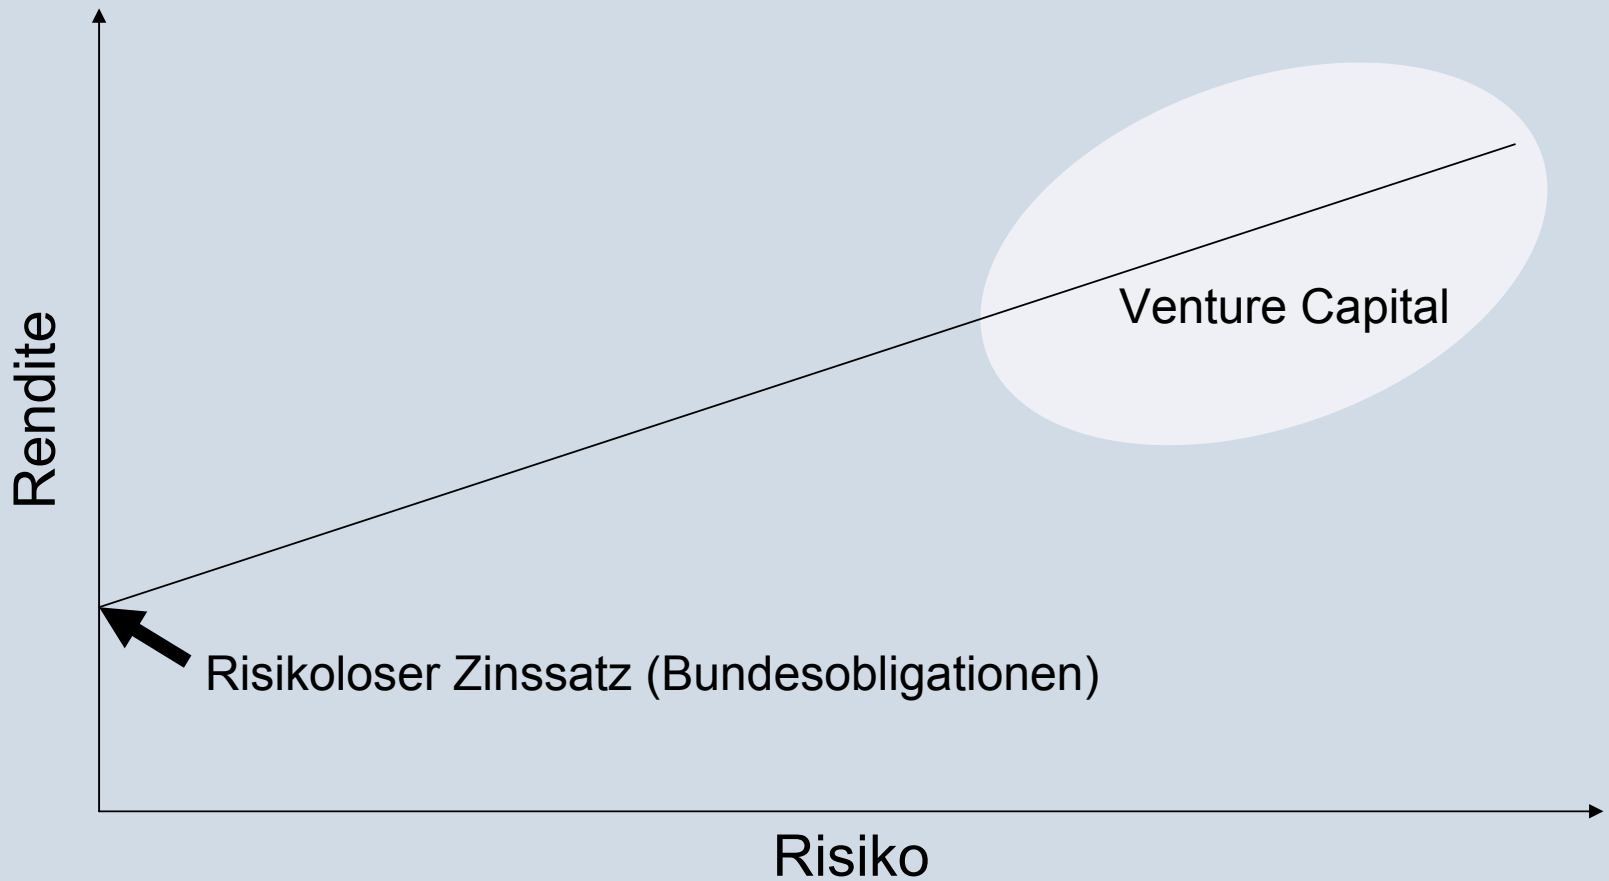 Rendite
Venture Capital
Risikoloser Zinssatz (Bundesobligationen)
Risiko